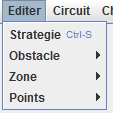 Editer Circuit
Strategie Ctrl-S
Obstacle
Zone
Points